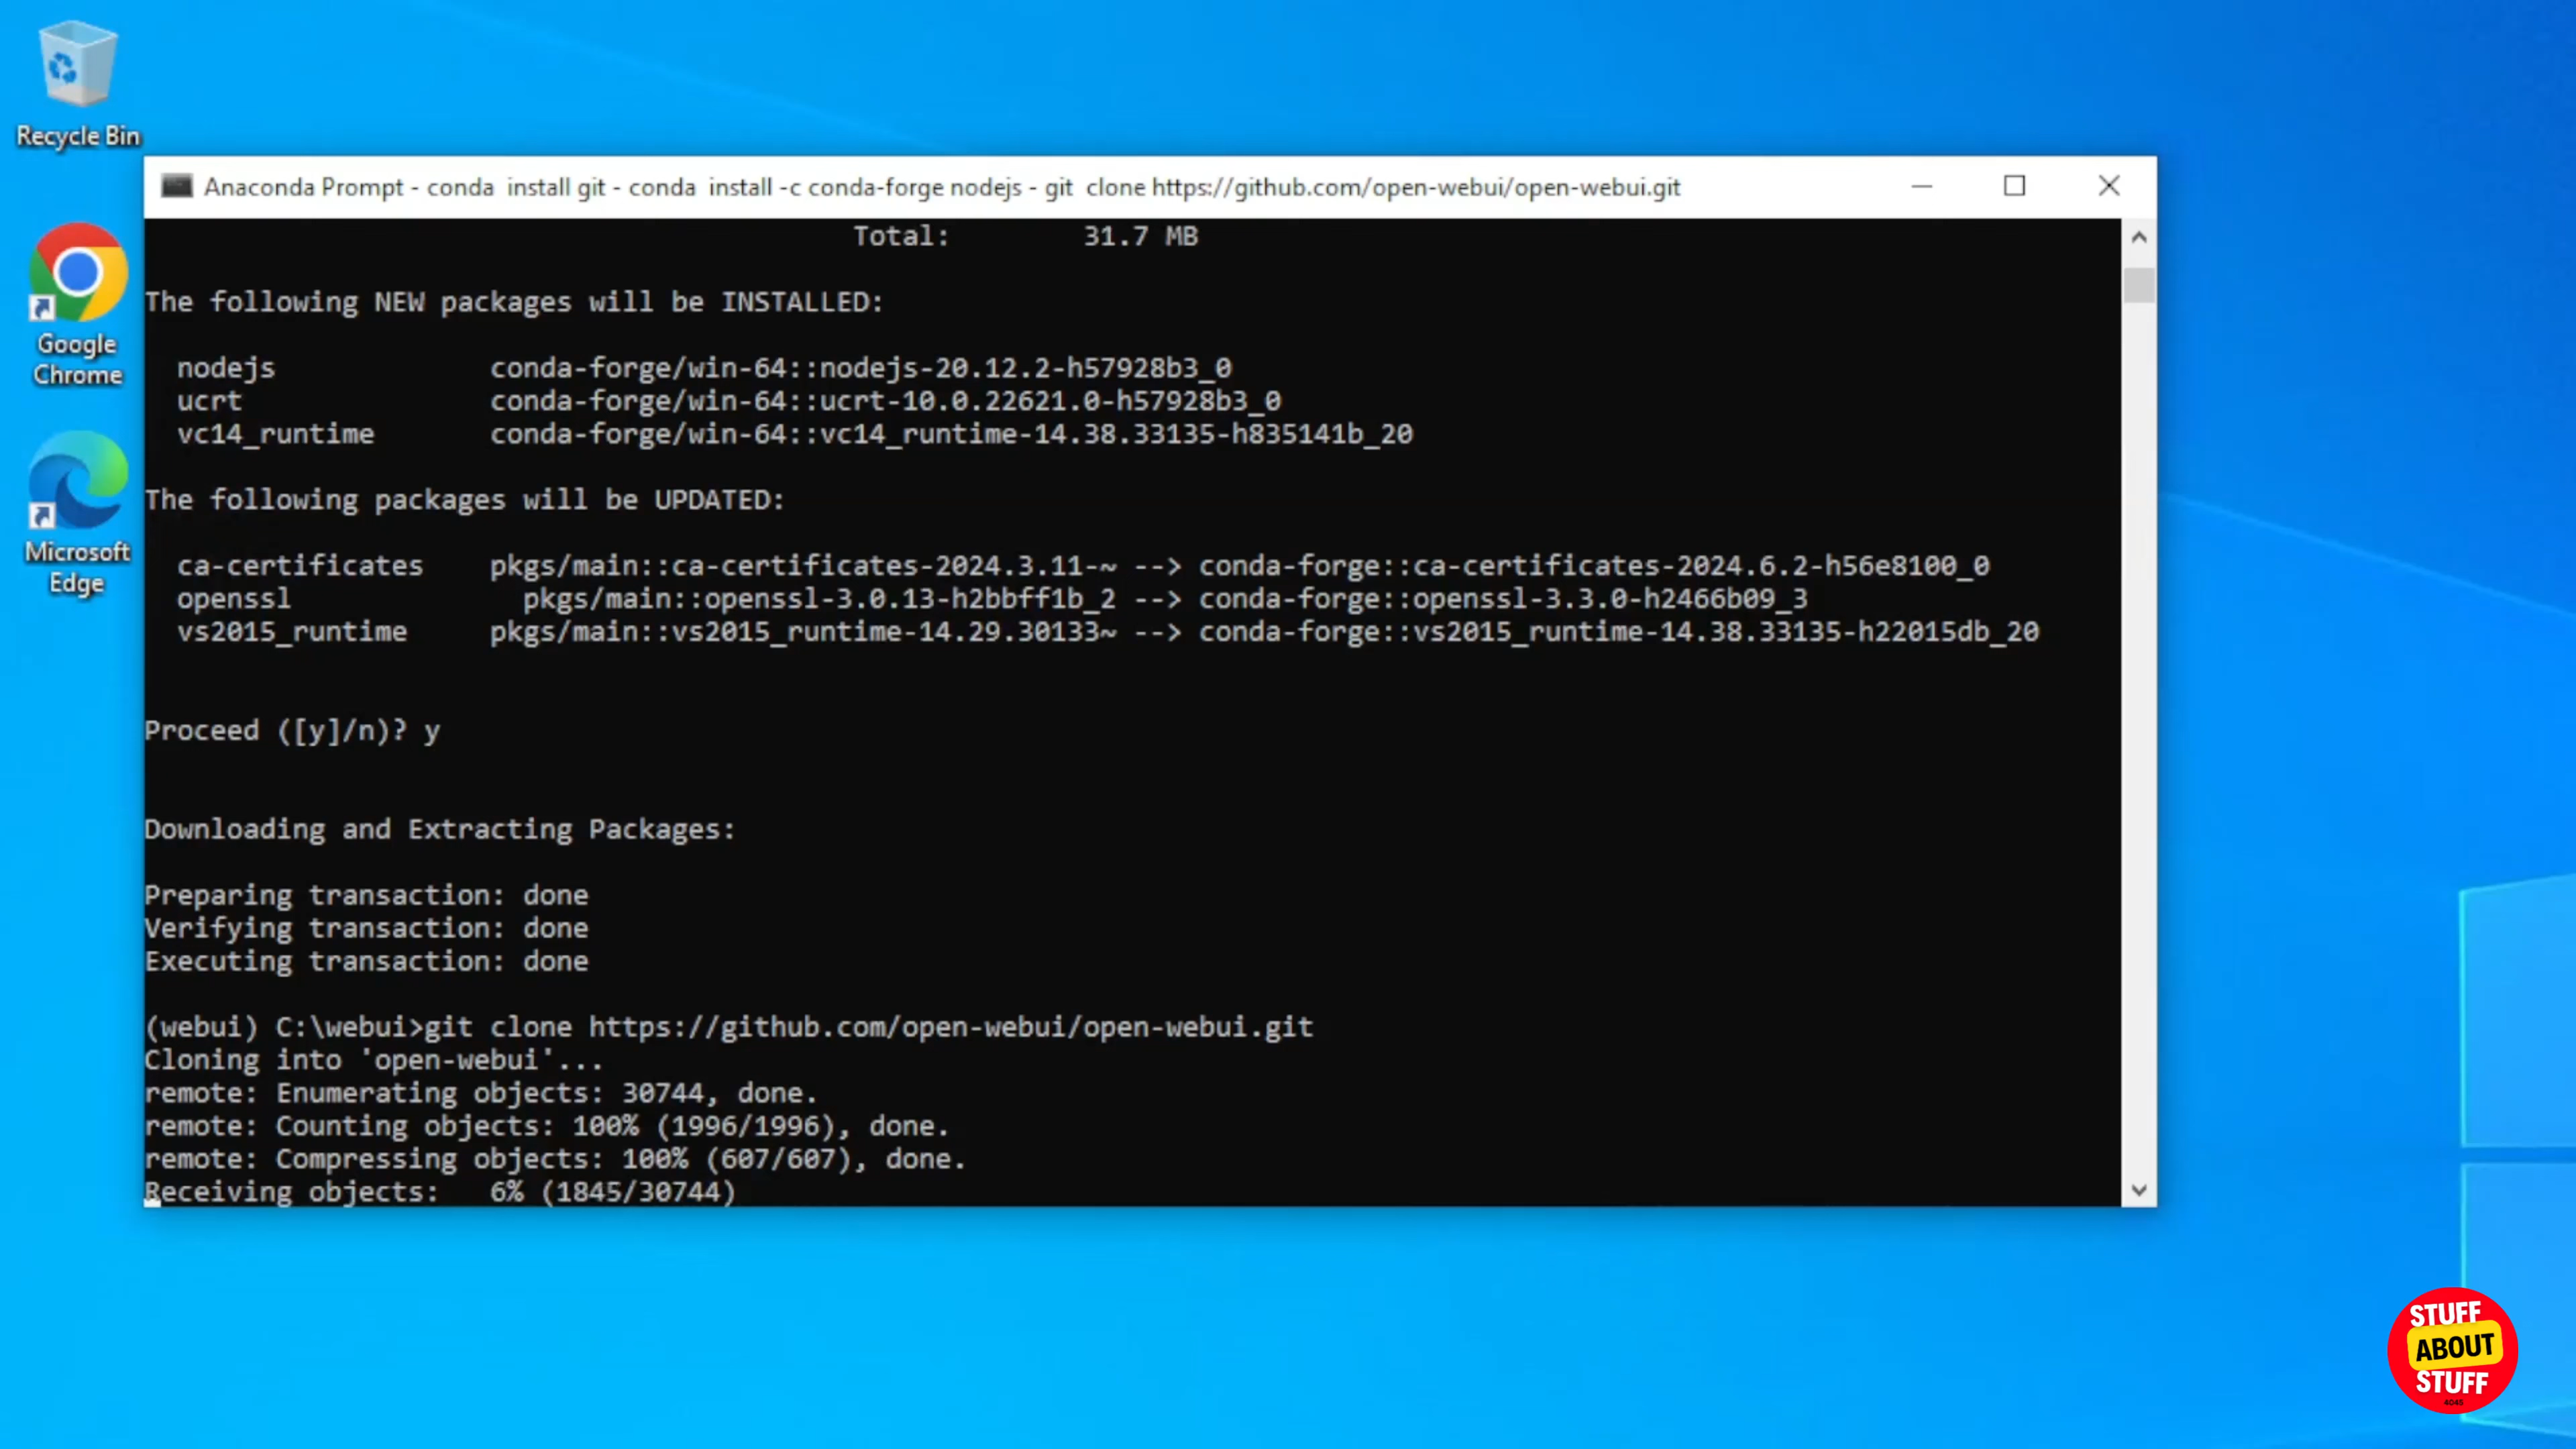 Recycle Bin
Google
Chrome
Microsoft
Edge
Anaconda Prompt - conda  install git - conda  install -c conda-forge nodejs - git  clone https://github.com/open-webui/open-webui.git
Total:        31.7 MB
The following NEW packages will be INSTALLED:
nodejs             conda-forge/win-64::nodejs-20.12.2-h57928b3_0
ucrt               conda-forge/win-64::ucrt-10.0.22621.0-h57928b3_0
vc14_runtime       conda-forge/win-64::vc14_runtime-14.38.33135-h835141b_20
The following packages will be UPDATED:
ca-certificates    pkgs/main::ca-certificates-2024.3.11-~ --> conda-forge::ca-certificates-2024.6.2-h56e8100_0
openssl              pkgs/main::openssl-3.0.13-h2bbff1b_2 --> conda-forge::openssl-3.3.0-h2466b09_3
vs2015_runtime     pkgs/main::vs2015_runtime-14.29.30133~ --> conda-forge::vs2015_runtime-14.38.33135-h22015db_20
Proceed ([y]/n)? y
Downloading and Extracting Packages:
Preparing transaction: done
Verifying transaction: done
Executing transaction: done
(webui) C:\webui>git clone https://github.com/open-webui/open-webui.git
Cloning into 'open-webui'...
remote: Enumerating objects: 30744, done.
remote: Counting objects: 100% (1996/1996), done.
remote: Compressing objects: 100% (607/607), done.
Receiving objects:   6% (1845/30744)
STUFF
ABOUT
STUFF
4045